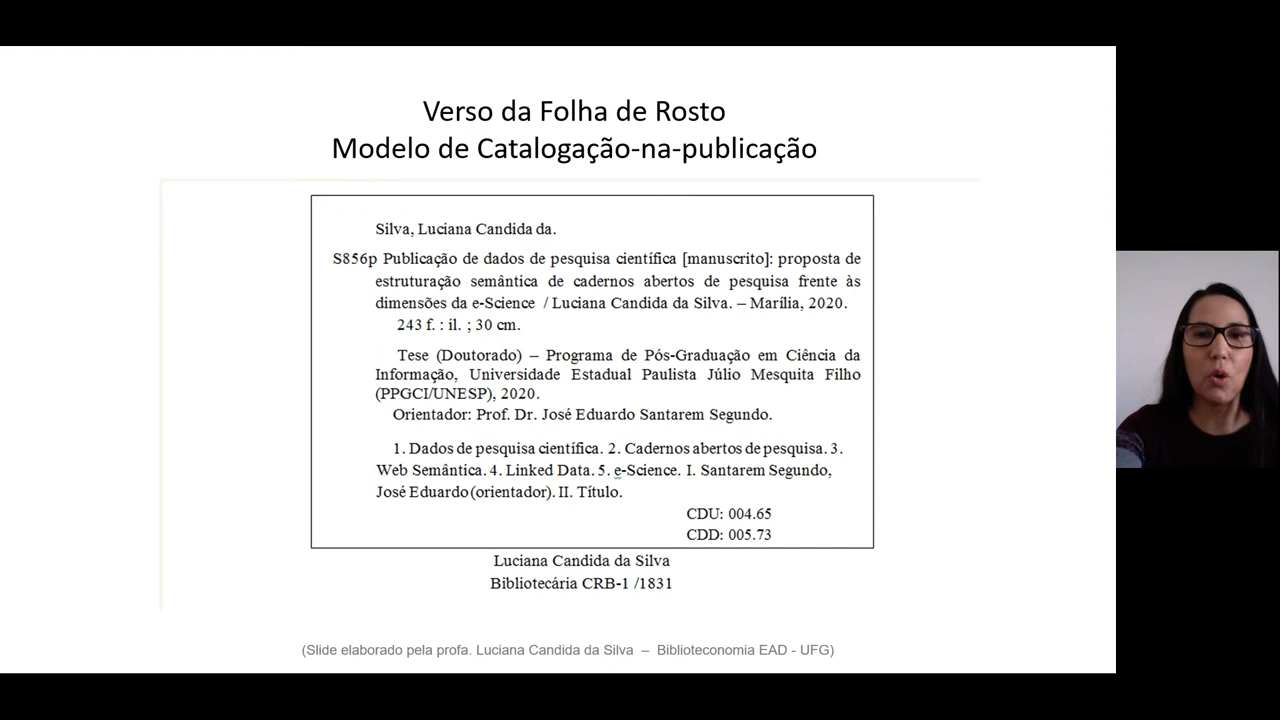 Verso da Folha de Rosto
Modelo de Catalogação-na-publicação
Silva, Luciana Candida da.
S856p Publicação de dados de pesquisa científica [manuscrito]: proposta de
estruturação semântica de cadernos abertos de pesquisa frente às
dimensões da e-Science / Luciana Candida da Silva. – Marília, 2020.
243 f. : il. ; 30 cm.
Tese (Doutorado) – Programa de Pós-Graduação em Ciência da
Informação, Universidade Estadual Paulista Júlio Mesquita Filho
(PPGCI/UNESP), 2020.
Orientador: Prof. Dr. José Eduardo Santarem Segundo.
1. Dados de pesquisa científica. 2. Cadernos abertos de pesquisa. 3.
Web Semântica. 4. Linked Data. 5. e-Science. I. Santarem Segundo,
José Eduardo (orientador). II. Título.
CDU: 004.65
CDD: 005.73
Luciana Candida da Silva
Bibliotecária CRB-1 /1831
(Slide elaborado pela profa. Luciana Candida da Silva – Biblioteconomia EAD - UFG)